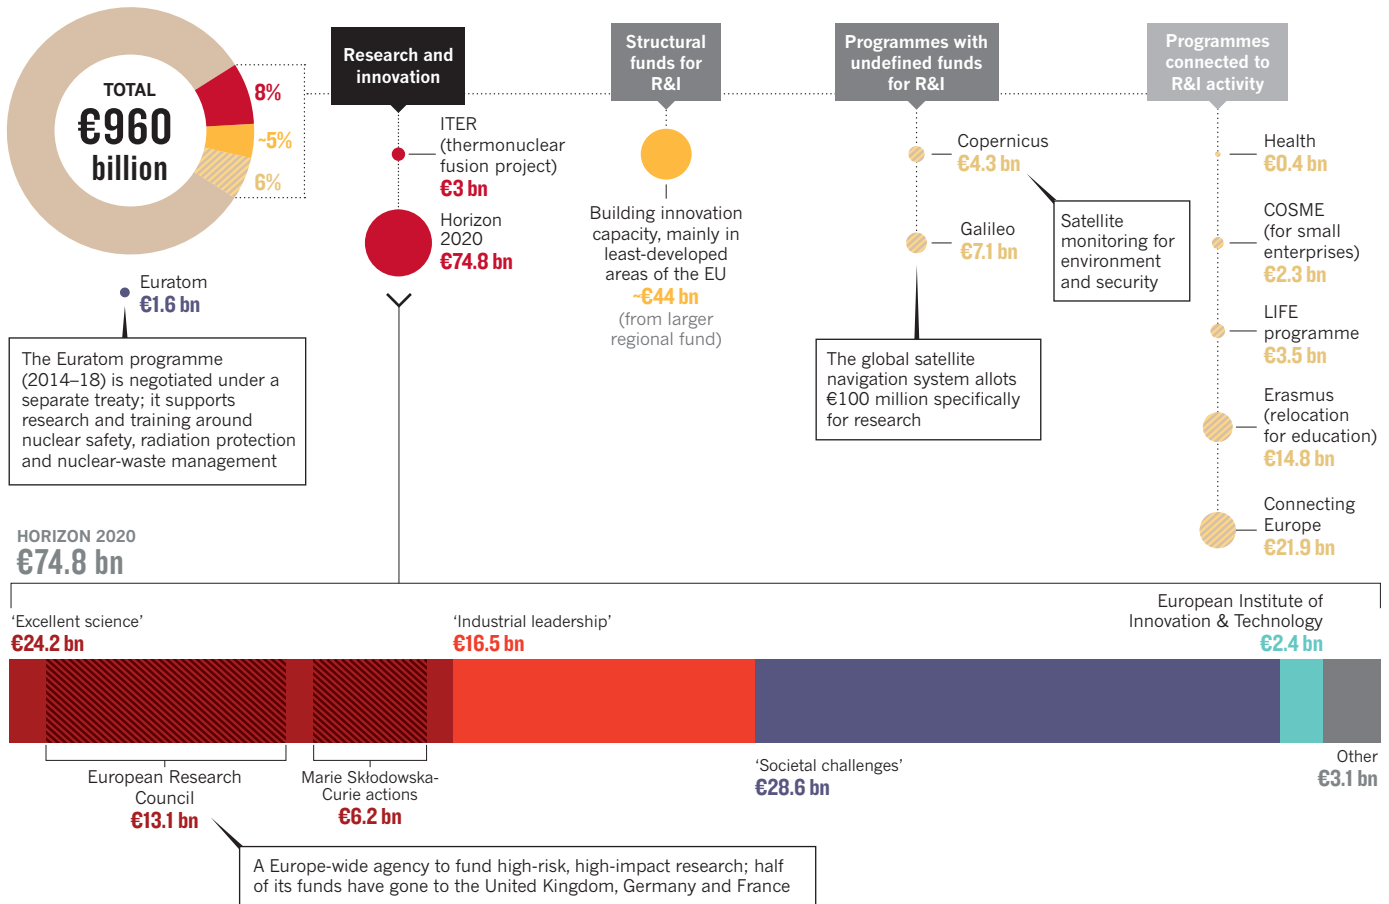 TOTAL
€960
billion
8%
~5%
6%
Euratom
€1.6 bn
The Euratom programme
(2014–18) is negotiated under a
separate treaty; it supports
research and training around
nuclear safety, radiation protection
and nuclear-waste management
Research and
innovation
ITER
(thermonuclear
fusion project)
€3 bn
Horizon
2020
€74.8 bn
Structural
funds for
R&I
Building innovation
capacity, mainly in
least-developed
areas of the EU
~€44 bn
(from larger
regional fund)
Programmes with
undefined funds
for R&I
Copernicus
€4.3 bn
Satellite
monitoring for
environment
and security
Galileo
€7.1 bn
The global satellite
navigation system allots
€100 million specifically
for research
Programmes
connected to
R&I activity
Health
€0.4 bn
COSME
(for small
enterprises)
€2.3 bn
LIFE
programme
€3.5 bn
Erasmus
(relocation
for education)
€14.8 bn
Connecting
Europe
€21.9 bn
HORIZON 2020
€74.8 bn
‘Excellent science’
€24.2 bn
‘Industrial leadership’
€16.5 bn
European Institute of
Innovation & Technology
€2.4 bn
European Research
Council
€13.1 bn
Marie Skłodowska-
Curie actions
€6.2 bn
‘Societal challenges’
€28.6 bn
Other
€3.1 bn
A Europe-wide agency to fund high-risk, high-impact research; half
of its funds have gone to the United Kingdom, Germany and France